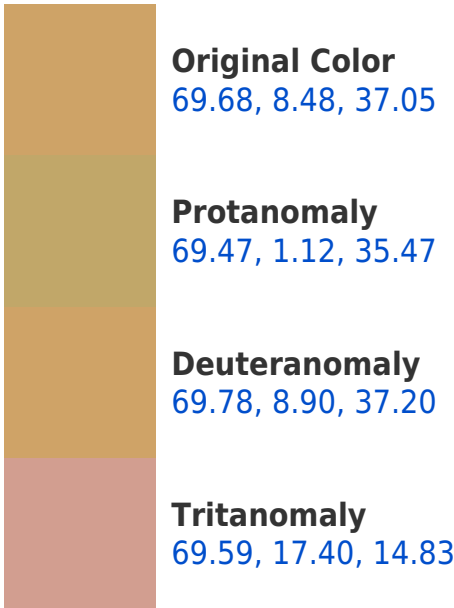 Original Color
69.68, 8.48, 37.05
Protanomaly
69.47, 1.12, 35.47
Deuteranomaly
69.78, 8.90, 37.20
Tritanomaly
69.59, 17.40, 14.83